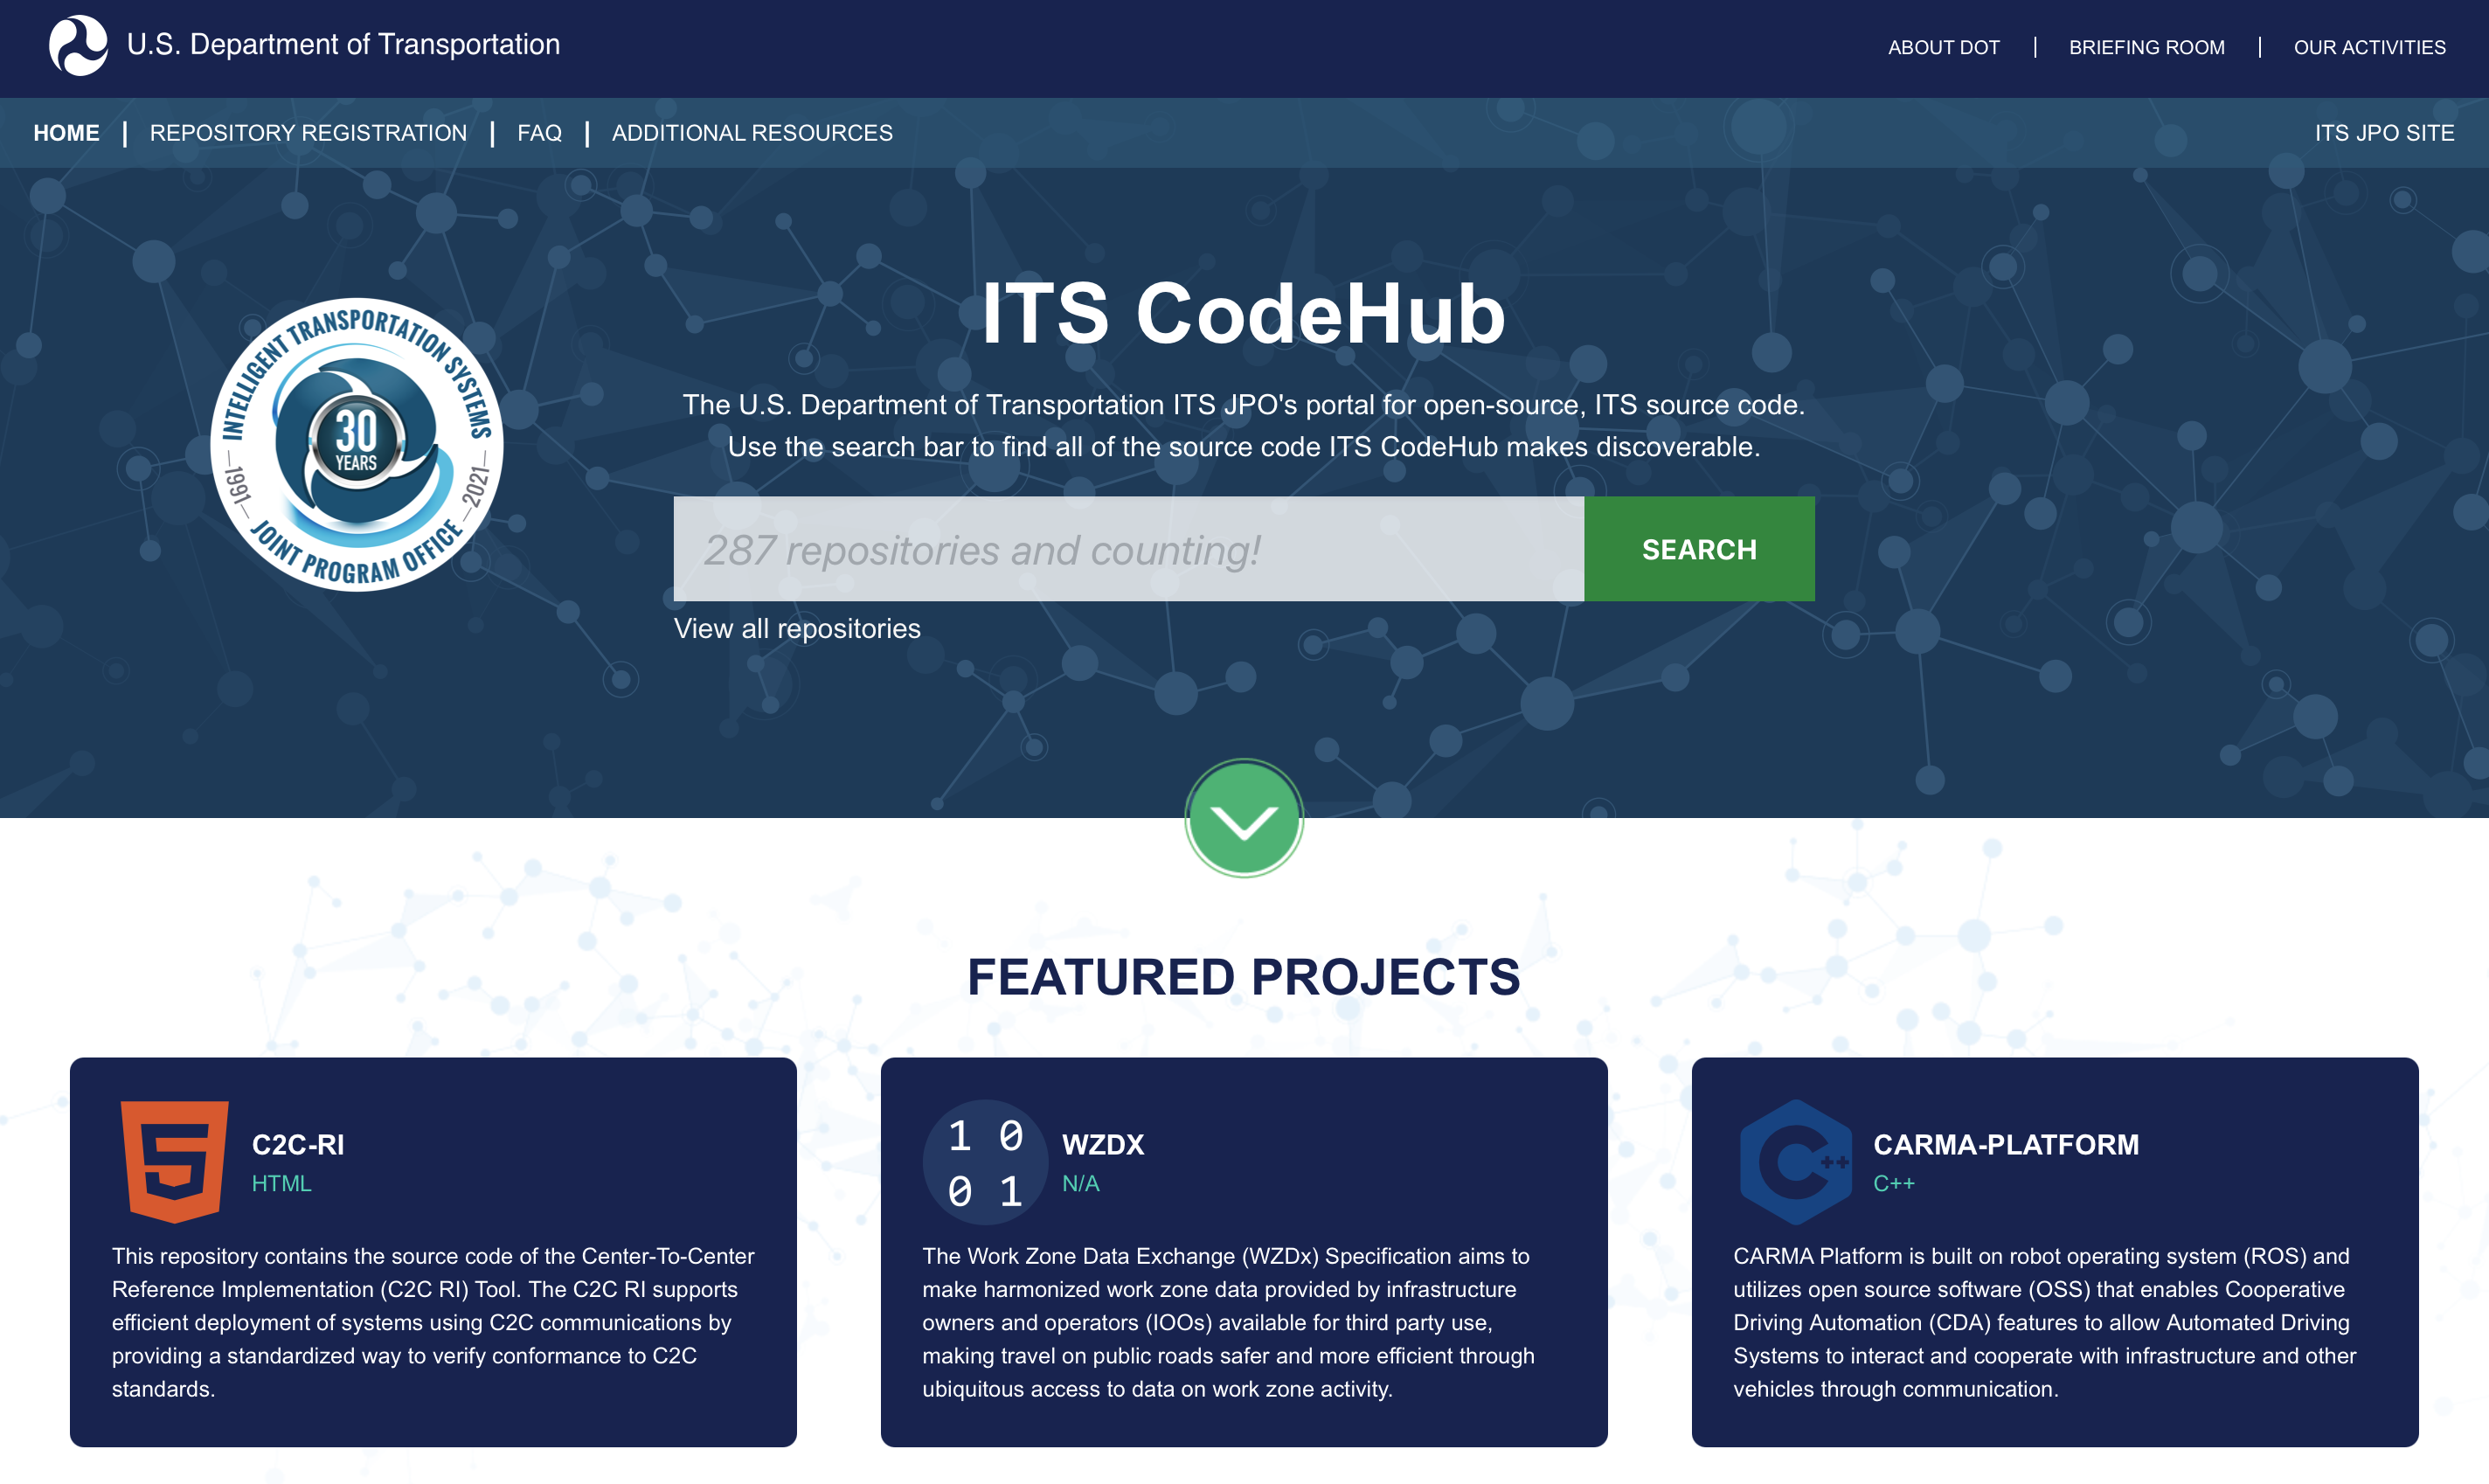 U.S. Department of Transportation
ABOUT DOT | BRIEFING ROOM | OUR ACTIVITIES
HOME | REPOSITORY REGISTRATION | FAQ | ADDITIONAL RESOURCES
ITS JPO SITE
INTELLIGENT TRANSPORTATION SYSTEMS
30
YEARS
—1991—
—2021—
JOINT PROGRAM OFFICE
ITS CodeHub
The U.S. Department of Transportation ITS JPO's portal for open-source, ITS source code.
Use the search bar to find all of the source code ITS CodeHub makes discoverable.
287 repositories and counting!
SEARCH
View all repositories
FEATURED PROJECTS
C2C-RI
HTML
This repository contains the source code of the Center-To-Center
Reference Implementation (C2C RI) Tool. The C2C RI supports
efficient deployment of systems using C2C communications by
providing a standardized way to verify conformance to C2C
standards.
1 0
0 1
WZDX
N/A
The Work Zone Data Exchange (WZDx) Specification aims to
make harmonized work zone data provided by infrastructure
owners and operators (IOOs) available for third party use,
making travel on public roads safer and more efficient through
ubiquitous access to data on work zone activity.
C++
CARMA-PLATFORM
C++
CARMA Platform is built on robot operating system (ROS) and
utilizes open source software (OSS) that enables Cooperative
Driving Automation (CDA) features to allow Automated Driving
Systems to interact and cooperate with infrastructure and other
vehicles through communication.